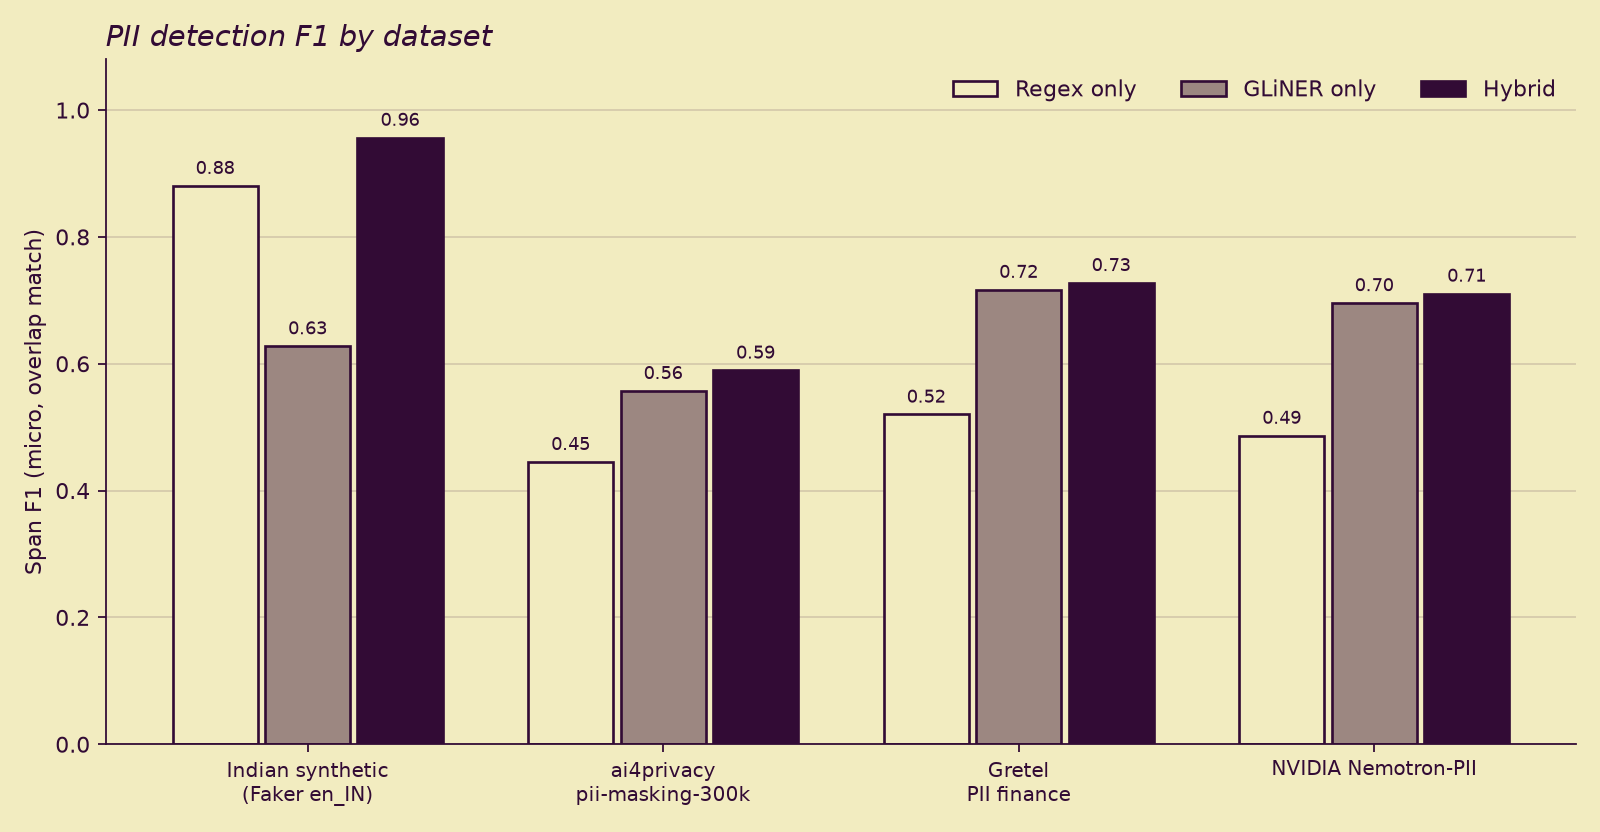 PII detection F1 by dataset
Regex only
GLiNER only
Hybrid
Span F1 (micro, overlap match)
1.0
0.8
0.6
0.4
0.2
0.0
0.88
0.63
0.96
0.45
0.56
0.59
0.52
0.72
0.73
0.49
0.70
0.71
Indian synthetic
(Faker en_IN)
ai4privacy
pii-masking-300k
Gretel
PII finance
NVIDIA Nemotron-PII